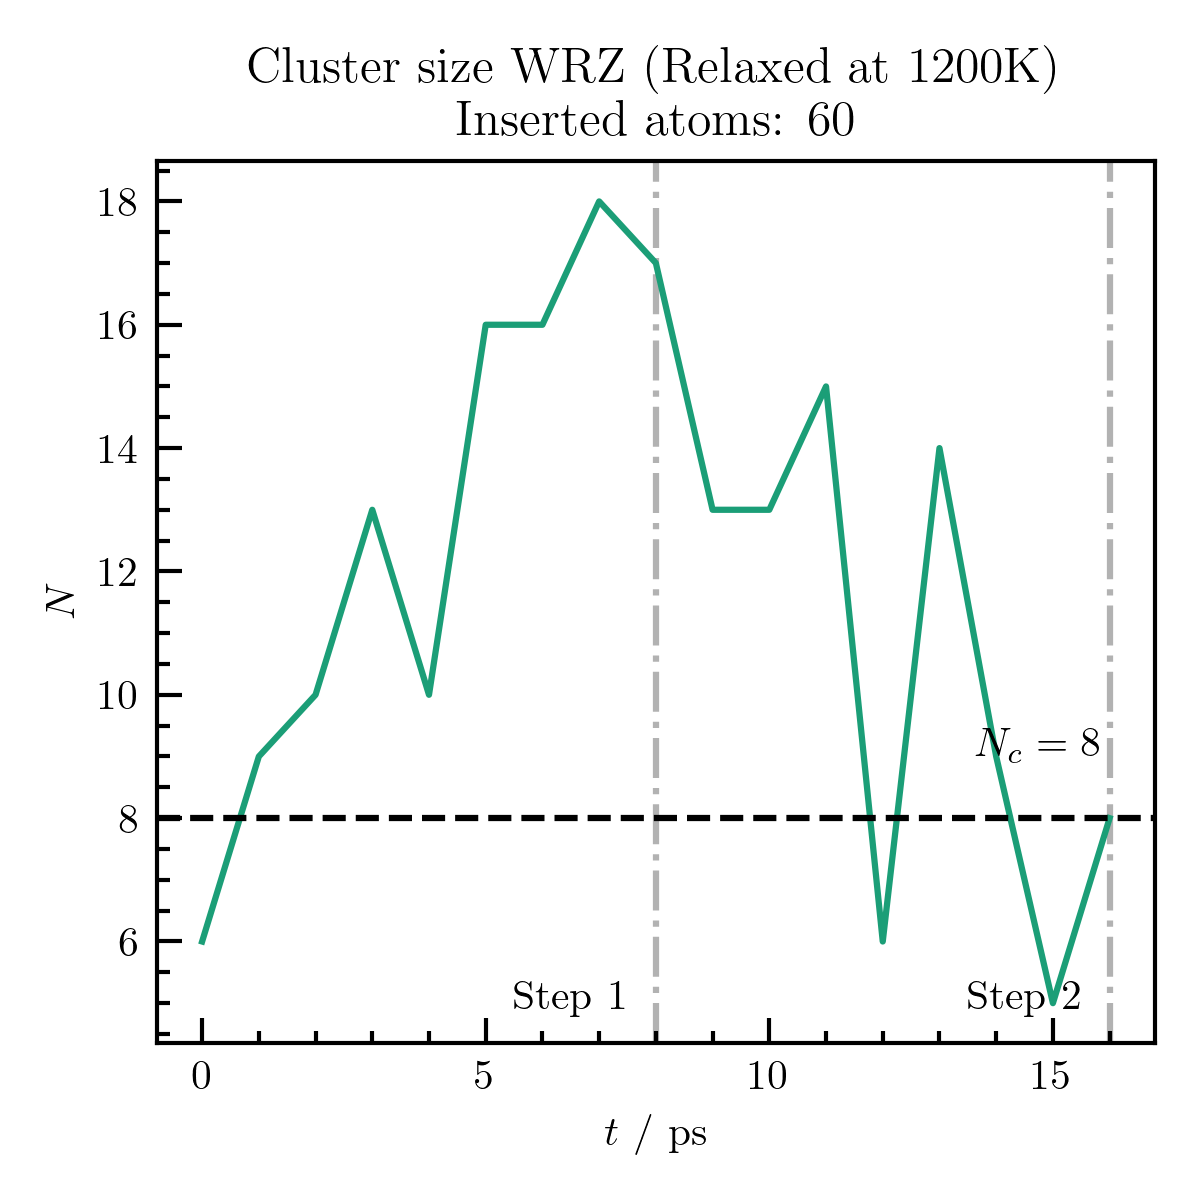 Cluster size WRZ (Relaxed at 1200K)
Inserted atoms: 60
18
16
14
12
10
8
6
N
N_c = 8
Step 1
Step 2
0
5
10
15
t / ps